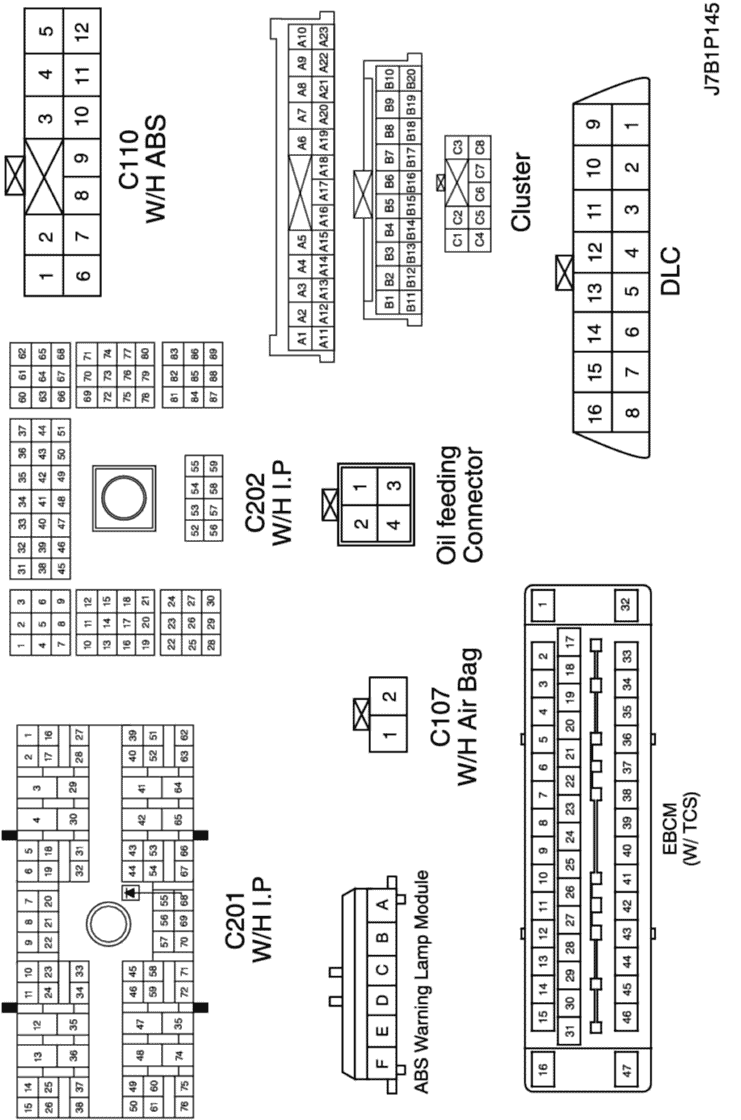 15 14 13 12 11 10 9 8 7 6 5 4 3 2 1
26 25 24 23 22 21 20 19 18 17 16
38 37 36 35 34 33 32 31 30 29 28 27
50 49 48 47 46 45 44 43 42 41 40 39
61 60 59 58 57 56 55 54 53 52 51
76 75 74 35 72 71 70 69 68 67 66 65 64 63 62
C201
W/H I.P
1 2 3
4 5 6
7 8 9
10 11 12
13 14 15
16 17 18
19 20 21
22 23 24
25 26 27
28 29 30
31 32 33 34 35 36 37
38 39 40 41 42 43 44
45 46 47 48 49 50 51
52 53 54 55
56 57 58 59
60 61 62
63 64 65
66 67 68
69 70 71
72 73 74
75 76 77
78 79 80
81 82 83
84 85 86
87 88 89
C202
W/H I.P
1 2 3 4 5
6 7 8 9 10 11 12
C110
W/H ABS
F E D C B A
ABS Warning Lamp Module
1 2
C107
W/H Air Bag
2 1
4 3
Oil feeding
Connector
A1 A2 A3 A4 A5 A6 A7 A8 A9 A10
A11 A12 A13 A14 A15 A16 A17 A18 A19 A20 A21 A22 A23
B1 B2 B3 B4 B5 B6 B7 B8 B9 B10
B11 B12 B13 B14 B15 B16 B17 B18 B19 B20
C1 C2 C3
C4 C5 C6 C7 C8
Cluster
16 15 14 13 12 11 10 9 8 7 6 5 4 3 2 1
31 30 29 28 27 26 25 24 23 22 21 20 19 18 17
47 46 45 44 43 42 41 40 39 38 37 36 35 34 33 32
EBCM
(W/ TCS)
16 15 14 13 12 11 10 9
8 7 6 5 4 3 2 1
DLC
J7B1P145